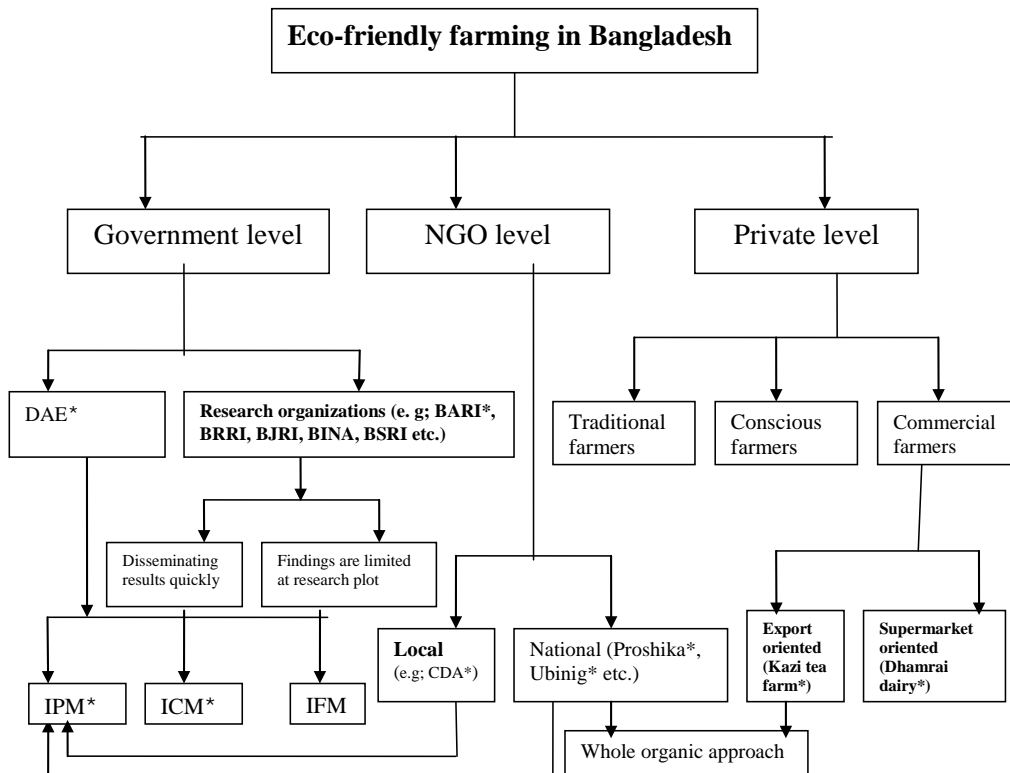 Eco-friendly farming in Bangladesh
Government level
NGO level
Private level
DAE*
Research organizations (e. g; BARI*,
BRRI, BJRI, BINA, BSRI etc.)
Traditional
farmers
Conscious
farmers
Commercial
farmers
Disseminating
results quickly
Findings are limited
at research plot
Local
(e.g; CDA*)
National (Proshika*,
Ubinig* etc.)
Export
oriented
(Kazi tea
farm*)
Supermarket
oriented
(Dhamrai
dairy*)
IPM*
ICM*
IFM
Whole organic approach